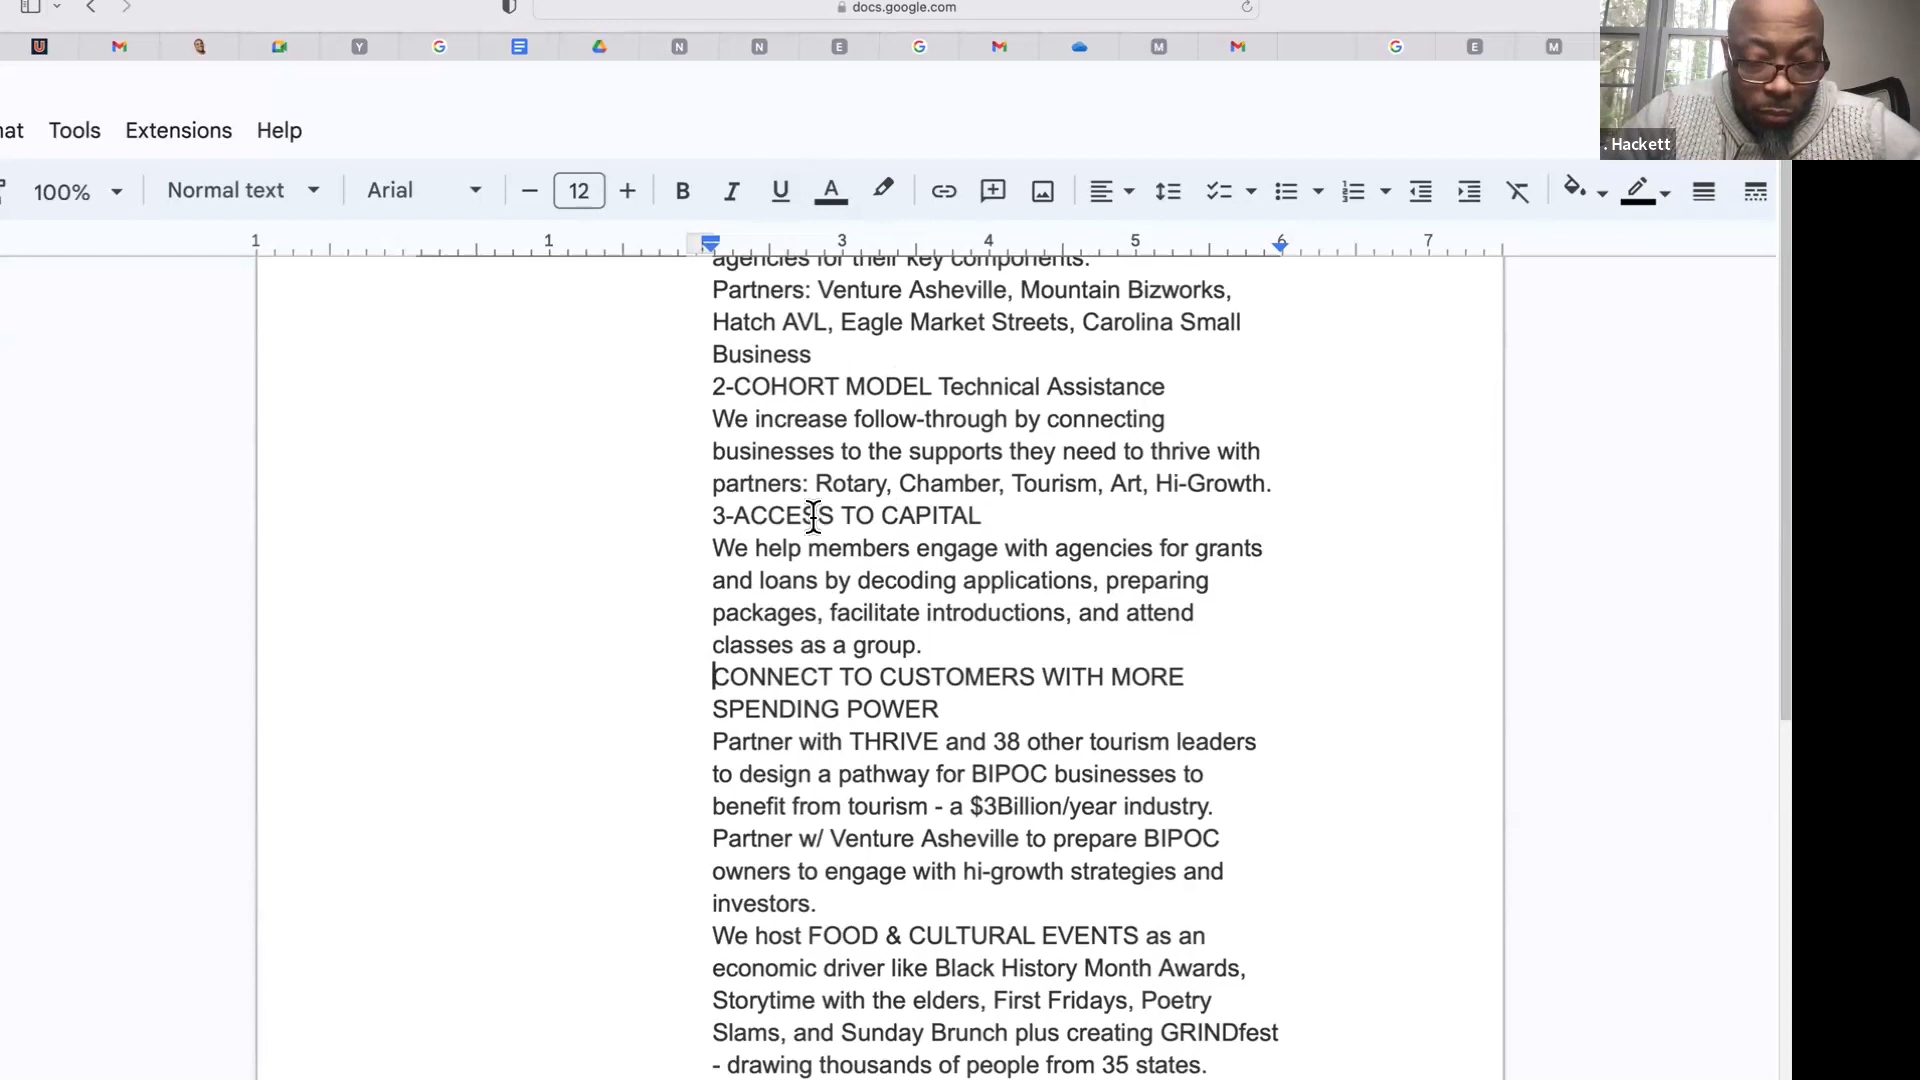 docs.google.com
Y
N
N
E
M
E
M
. Hackett
Tools
Extensions
Help
100%
Normal text
Arial
12
B
I
U
A
1
1
3
4
5
6
7
agencies for their key components.
Partners: Venture Asheville, Mountain Bizworks,
Hatch AVL, Eagle Market Streets, Carolina Small
Business
2-COHORT MODEL Technical Assistance
We increase follow-through by connecting
businesses to the supports they need to thrive with
partners: Rotary, Chamber, Tourism, Art, Hi-Growth.
3-ACCESS TO CAPITAL
We help members engage with agencies for grants
and loans by decoding applications, preparing
packages, facilitate introductions, and attend
classes as a group.
CONNECT TO CUSTOMERS WITH MORE
SPENDING POWER
Partner with THRIVE and 38 other tourism leaders
to design a pathway for BIPOC businesses to
benefit from tourism - a $3Billion/year industry.
Partner w/ Venture Asheville to prepare BIPOC
owners to engage with hi-growth strategies and
investors.
We host FOOD & CULTURAL EVENTS as an
economic driver like Black History Month Awards,
Storytime with the elders, First Fridays, Poetry
Slams, and Sunday Brunch plus creating GRINDfest
- drawing thousands of people from 35 states.